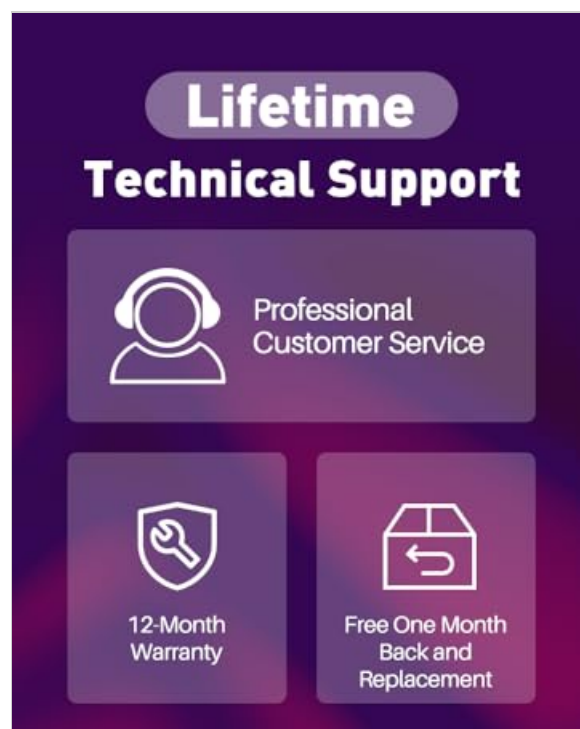 Lifetime
Technical Support
Professional
Customer Service
12-Month
Warranty
Free One Month
Back and
Replacement